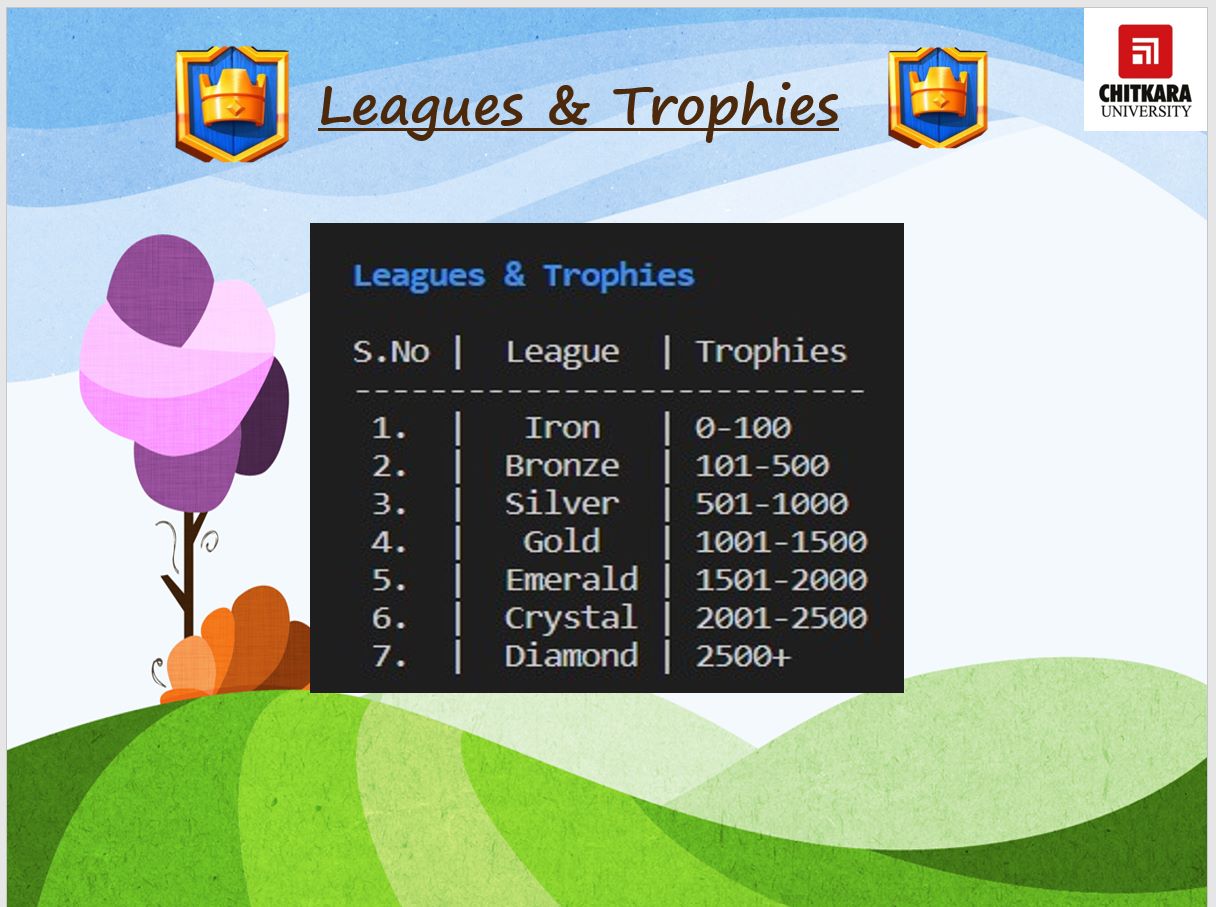 Leagues & Trophies
CHITKARA
UNIVERSITY
Leagues & Trophies
S.No | League | Trophies
---------------------------
1. | Iron | 0-100
2. | Bronze | 101-500
3. | Silver | 501-1000
4. | Gold | 1001-1500
5. | Emerald | 1501-2000
6. | Crystal | 2001-2500
7. | Diamond | 2500+